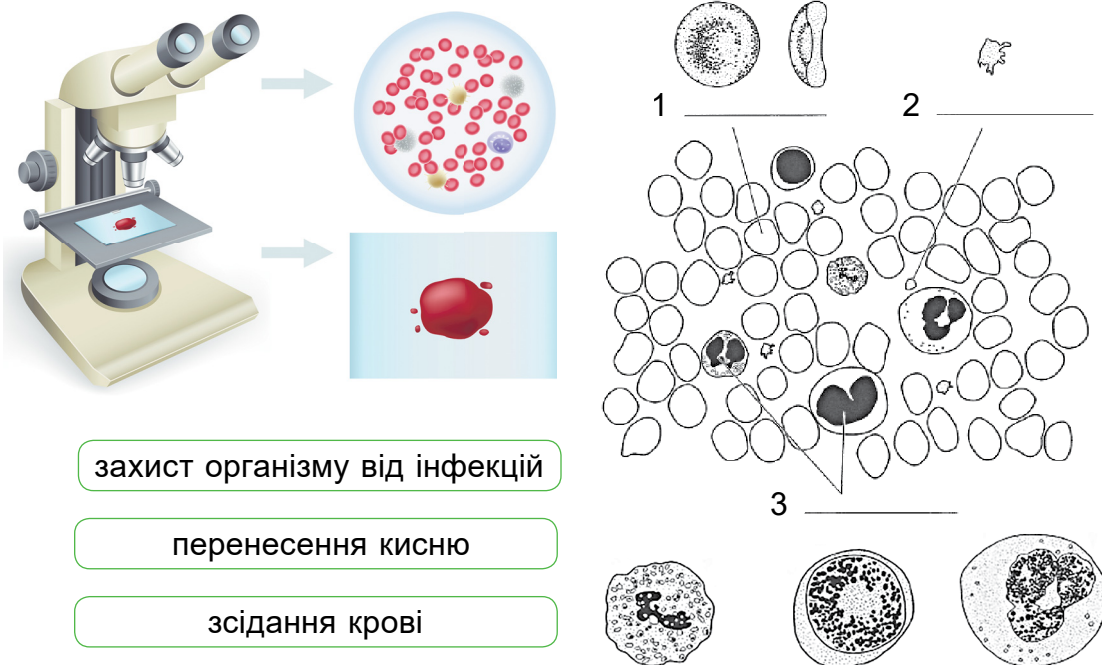 1
2
3
захист організму від інфекцій
перенесення кисню
зсідання крові